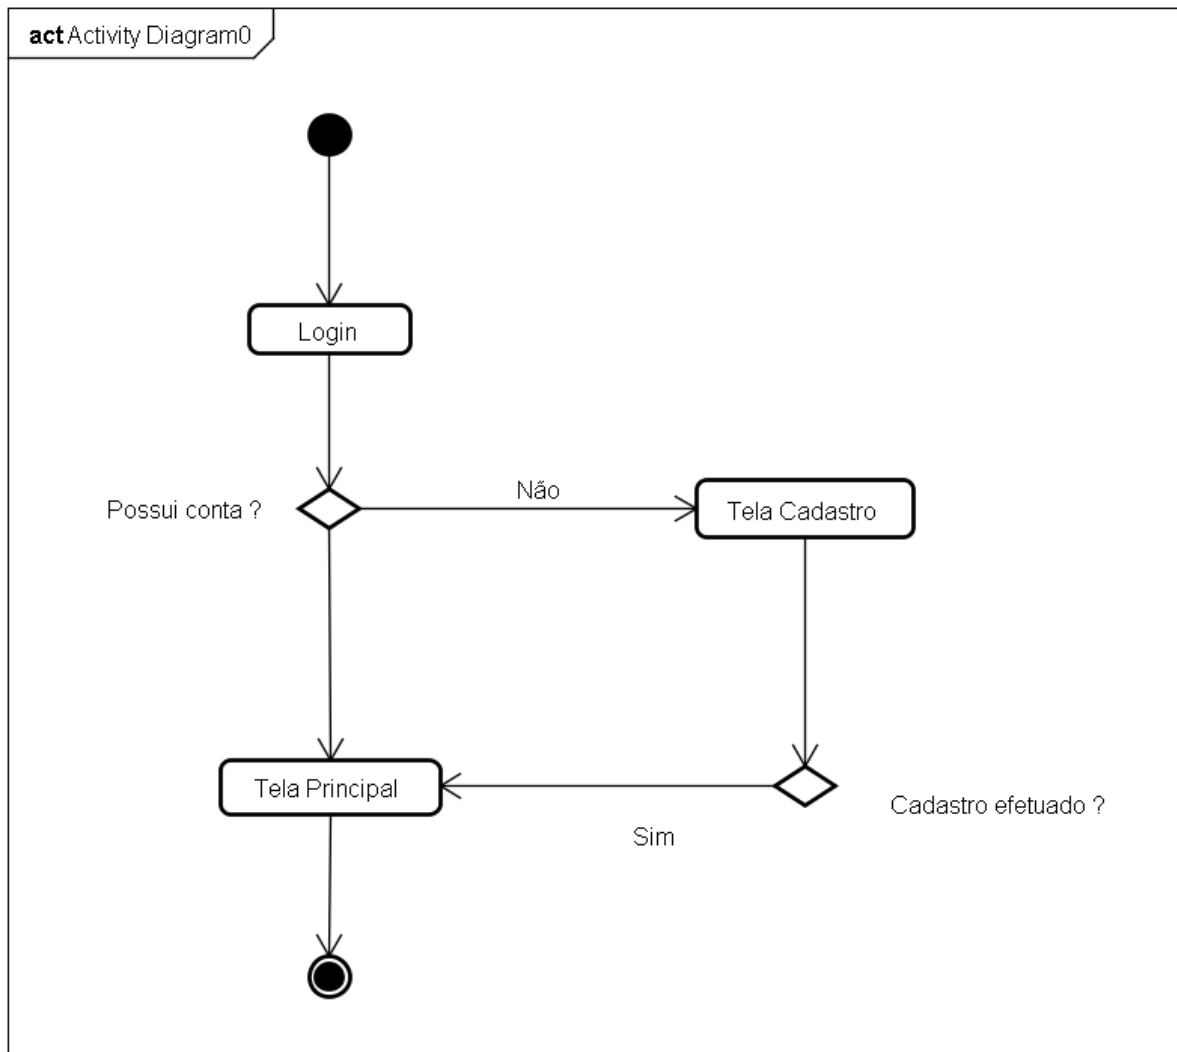 act Activity Diagram0
Login
Possui conta ?
Não
Tela Cadastro
Tela Principal
Cadastro efetuado ?
Sim